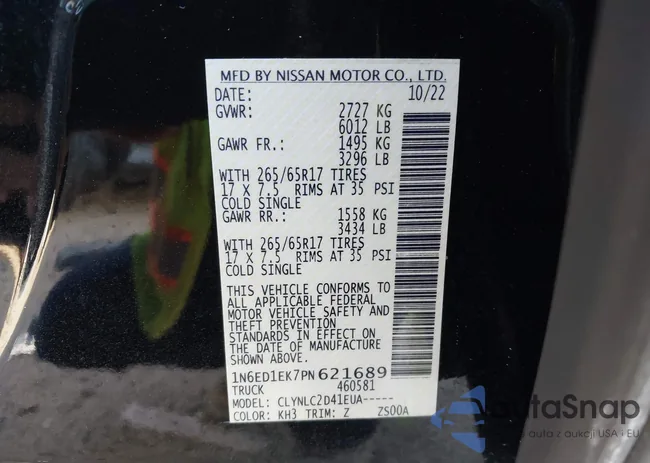 MFD BY NISSAN MOTOR CO., LTD.
DATE: 10/22
GVWR: 2727 KG
6012 LB
GAWR FR.: 1495 KG
3296 LB
WITH 265/65R17 TIRES
17 X 7.5 RIMS AT 35 PSI
COLD SINGLE
GAWR RR.: 1558 KG
3434 LB
WITH 265/65R17 TIRES
17 X 7.5 RIMS AT 35 PSI
COLD SINGLE
THIS VEHICLE CONFORMS TO
ALL APPLICABLE FEDERAL
MOTOR VEHICLE SAFETY AND
THEFT PREVENTION
STANDARDS IN EFFECT ON
THE DATE OF MANUFACTURE
SHOWN ABOVE.
1N6ED1EK7PN621689
TRUCK 460581
MODEL: CLYNLC2D41EUA-----
COLOR: KH3 TRIM: Z ZS00A
AutoSnap
auta z aukcji USA i EU